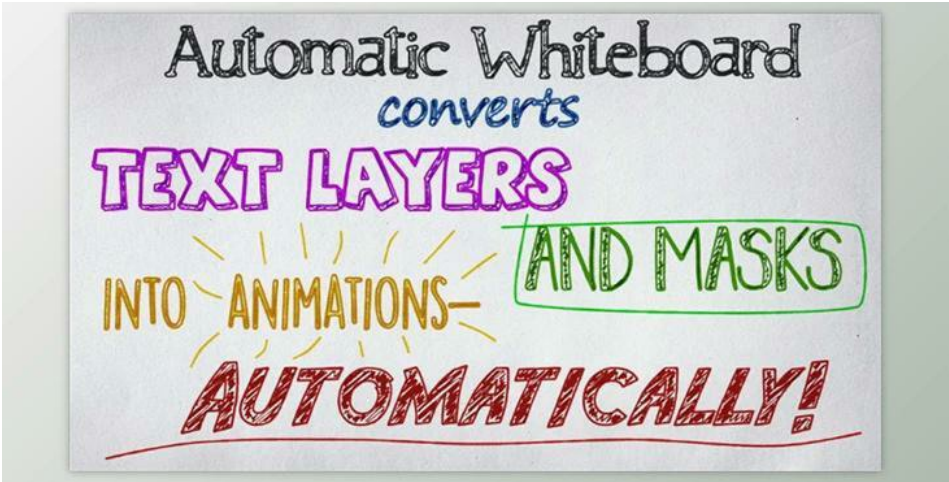 Automatic Whiteboard
converts
TEXT LAYERS
AND MASKS
INTO ANIMATIONS—
AUTOMATICALLY!